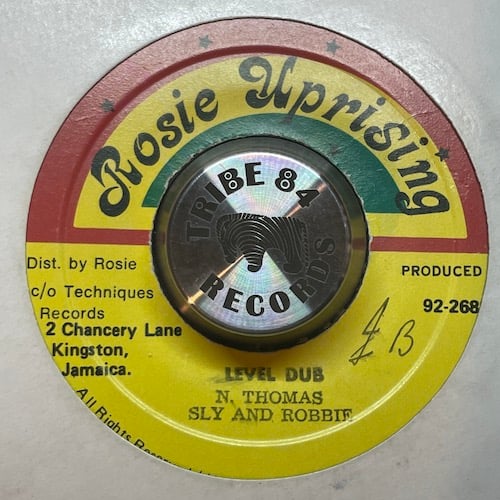 Rosie Uprising
TRIBE 84
RECORDS
Dist. by Rosie
c/o Techniques
Records
2 Chancery Lane
Kingston,
Jamaica.
All Rights
PRODUCED
92-268
B
LEVEL DUB
N. THOMAS
SLY AND ROBBIE